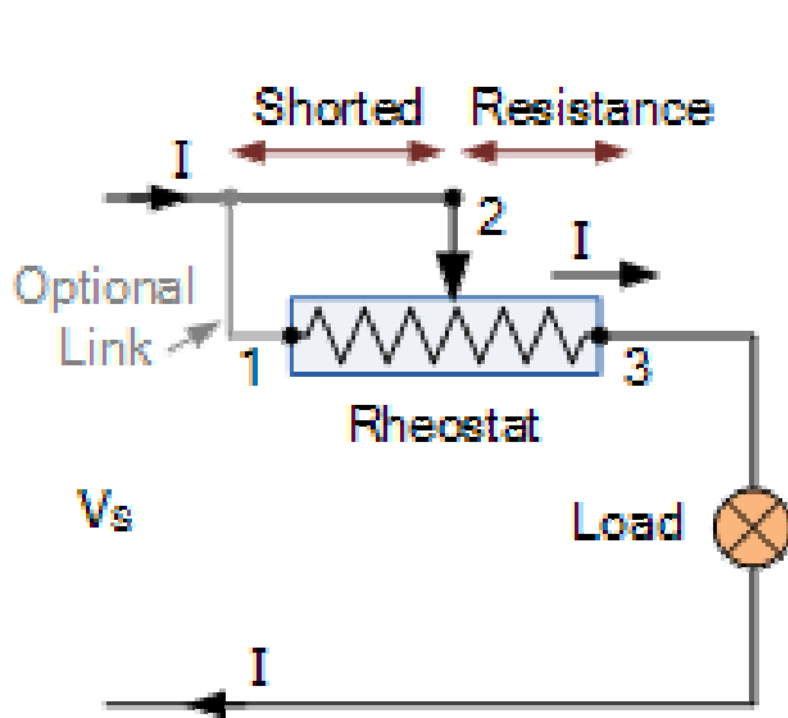 Shorted Resistance
I
2
I
Optional
Link
1
3
Rheostat
Vs
Load
I